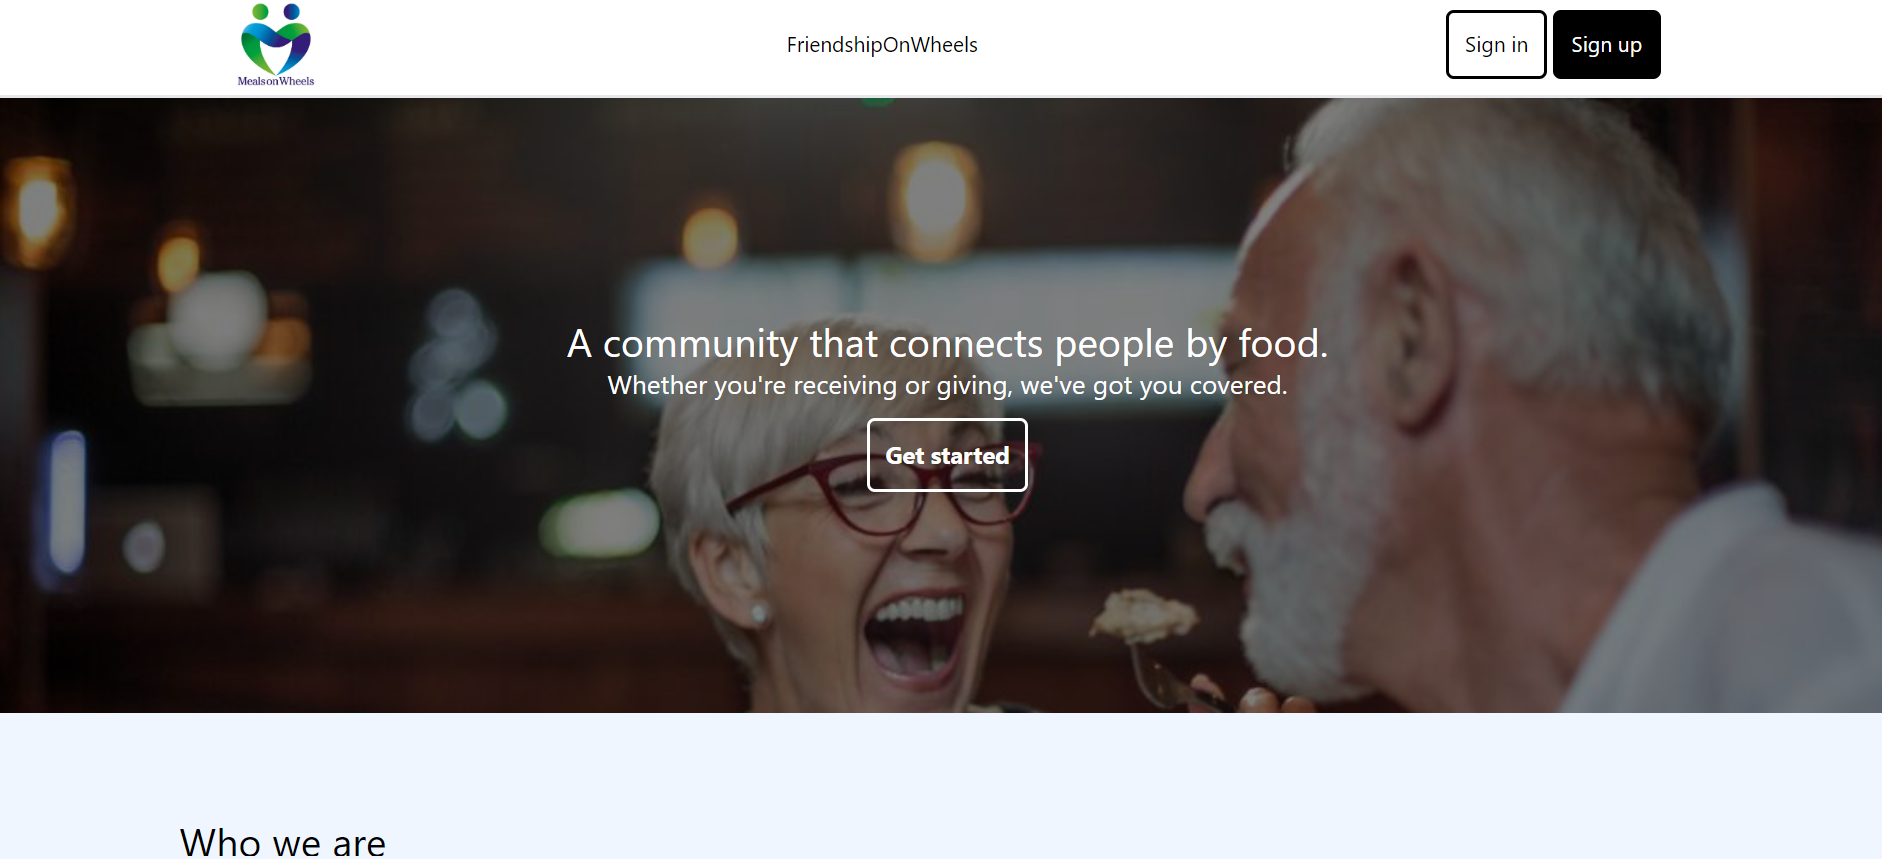 MealsonWheels
FriendshipOnWheels
Sign in
Sign up
A community that connects people by food.
Whether you're receiving or giving, we've got you covered.
Get started
Who we are